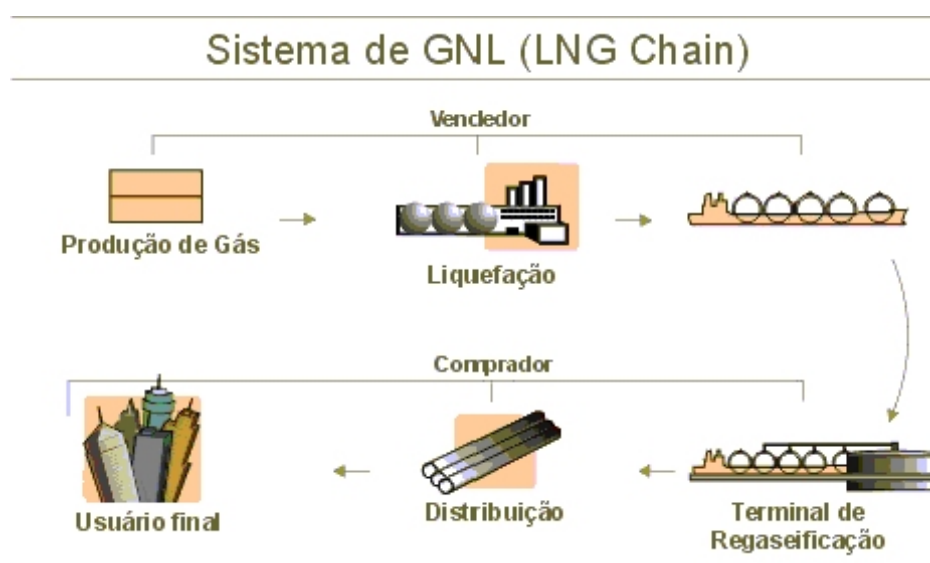 Sistema de GNL (LNG Chain)
Vendedor
Produção de Gás
Liquefação
Comprador
Usuário final
Distribuição
Terminal de
Regaseificação